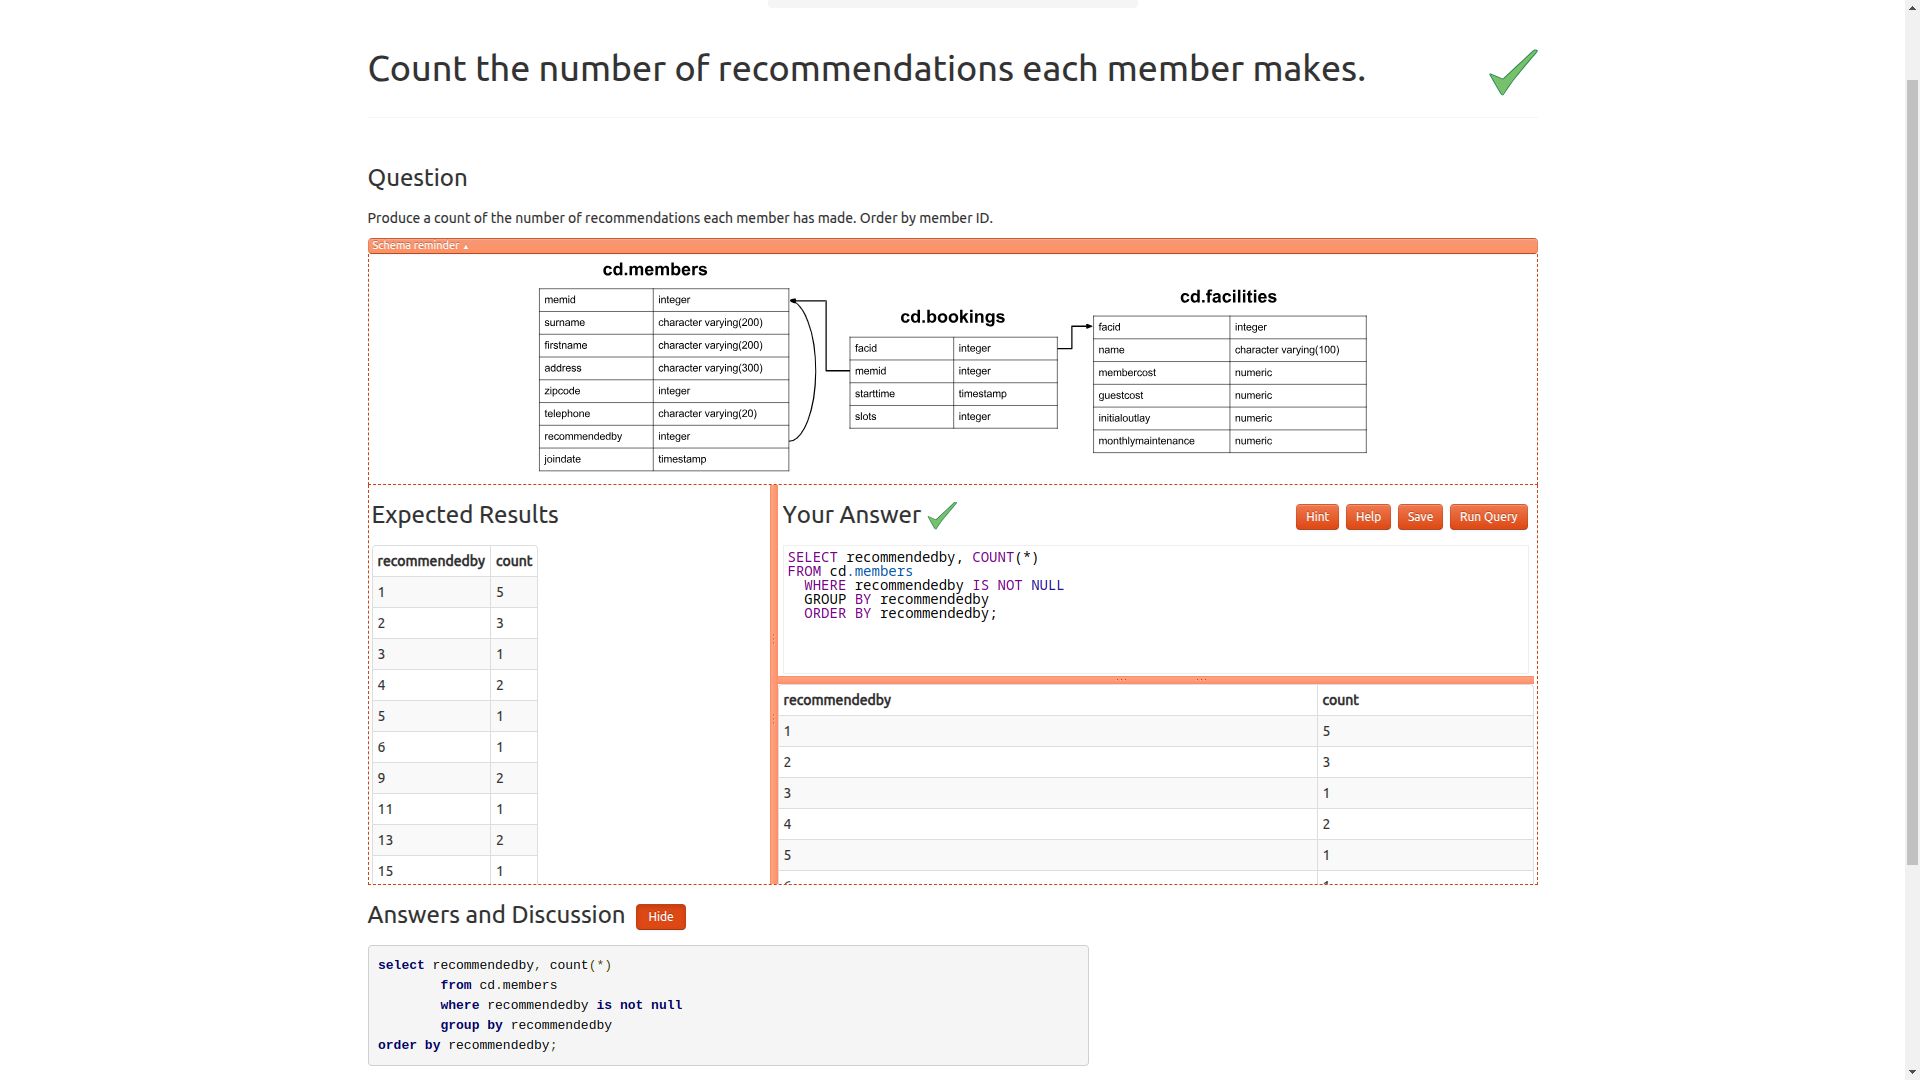 Count the number of recommendations each member makes.
Question
Produce a count of the number of recommendations each member has made. Order by member ID.
Schema reminder ▴
cd.members
memid integer
surname character varying(200)
firstname character varying(200)
address character varying(300)
zipcode integer
telephone character varying(20)
recommendedby integer
joindate timestamp
cd.bookings
facid integer
memid integer
starttime timestamp
slots integer
cd.facilities
facid integer
name character varying(100)
membercost numeric
guestcost numeric
initialoutlay numeric
monthlymaintenance numeric
Expected Results
recommendedby count
1 5
2 3
3 1
4 2
5 1
6 1
9 2
11 1
13 2
15 1
Your Answer
Hint Help Save Run Query
SELECT recommendedby, COUNT(*)
FROM cd.members
WHERE recommendedby IS NOT NULL
GROUP BY recommendedby
ORDER BY recommendedby;
recommendedby count
1 5
2 3
3 1
4 2
5 1
Answers and Discussion Hide
select recommendedby, count(*)
from cd.members
where recommendedby is not null
group by recommendedby
order by recommendedby;